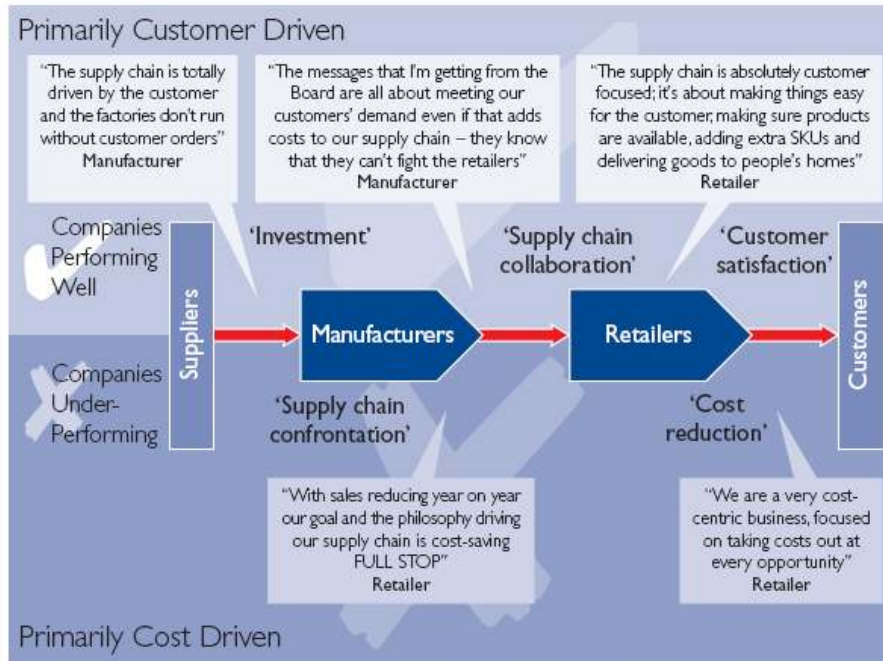 Primarily Customer Driven
“The supply chain is totally
driven by the customer
and the factories don't run
without customer orders”
Manufacturer
“The messages that I'm getting from the
Board are all about meeting our
customers' demand even if that adds
costs to our supply chain – they know
that they can't fight the retailers”
Manufacturer
“The supply chain is absolutely customer
focused; it's about making things easy
for the customer, making sure products
are available, adding extra SKUs and
delivering goods to people's homes”
Retailer
Companies
Performing
Well
Suppliers
‘Investment’
‘Supply chain
collaboration’
‘Customer
satisfaction’
Manufacturers
Retailers
Customers
Companies
Under-
Performing
‘Supply chain
confrontation’
‘Cost
reduction’
“With sales reducing year on year
our goal and the philosophy driving
our supply chain is cost-saving
FULL STOP”
Retailer
“We are a very cost-
centric business, focused
on taking costs out at
every opportunity”
Retailer
Primarily Cost Driven